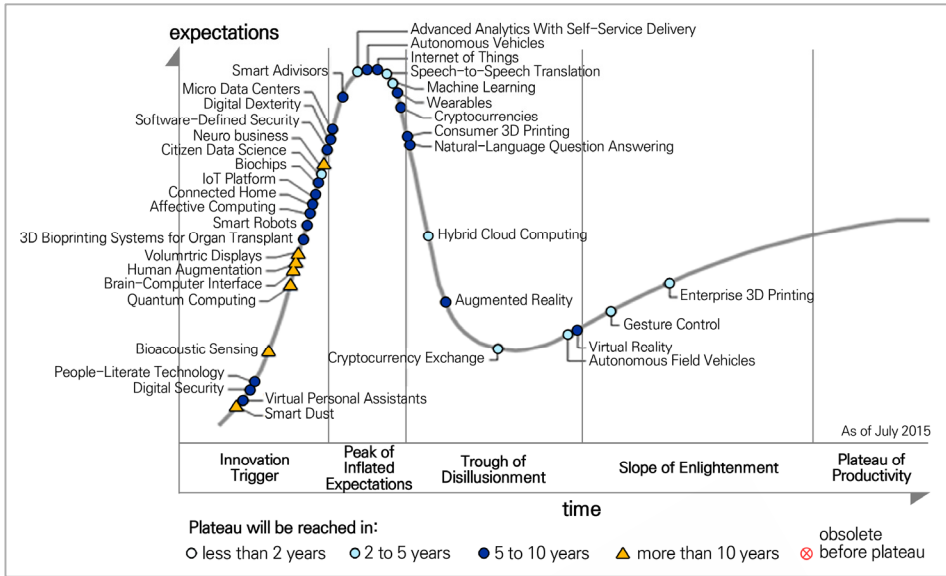 expectations
Advanced Analytics With Self-Service Delivery
Autonomous Vehicles
Internet of Things
Speech-to-Speech Translation
Machine Learning
Wearables
Cryptocurrencies
Consumer 3D Printing
Natural-Language Question Answering
Smart Adivisors
Micro Data Centers
Digital Dexterity
Software-Defined Security
Neuro business
Citizen Data Science
Biochips
IoT Platform
Connected Home
Affective Computing
Smart Robots
3D Bioprinting Systems for Organ Transplant
Volumrtric Displays
Human Augmentation
Brain-Computer Interface
Quantum Computing
Bioacoustic Sensing
People-Literate Technology
Digital Security
Virtual Personal Assistants
Smart Dust
Hybrid Cloud Computing
Augmented Reality
Cryptocurrency Exchange
Enterprise 3D Printing
Gesture Control
Virtual Reality
Autonomous Field Vehicles
As of July 2015
Innovation
Trigger
Peak of
Inflated
Expectations
Trough of
Disillusionment
Slope of Enlightenment
Plateau of
Productivity
time
Plateau will be reached in:
less than 2 years
2 to 5 years
5 to 10 years
more than 10 years
obsolete
before plateau